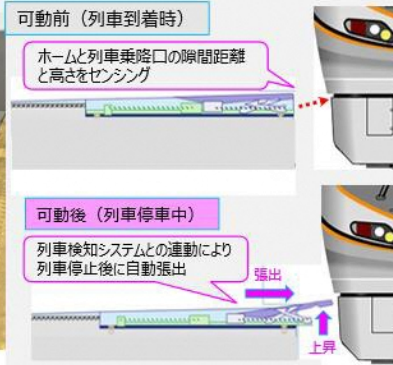 可動前（列車到着時）
ホームと列車乗降口の隙間距離
と高さをセンシング
可動後（列車停車中）
列車検知システムとの連動により
列車停止後に自動張出
張出
上昇